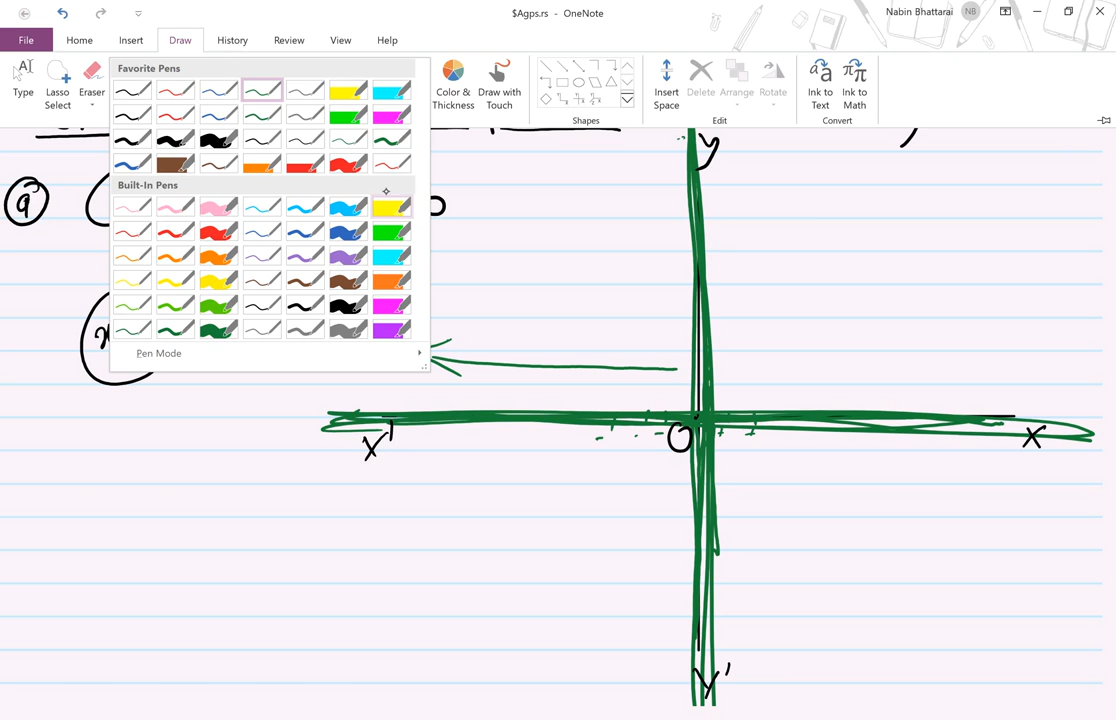 $Agps.rs - OneNote
Nabin Bhattarai NB
File Home Insert Draw History Review View Help
Type
Lasso Select
Eraser
Favorite Pens
Built-In Pens
Pen Mode
Color & Thickness
Draw with Touch
Shapes
Insert Space
Delete
Arrange
Rotate
Edit
Ink to Text
Ink to Math
Convert
y
O
X'
X
y'